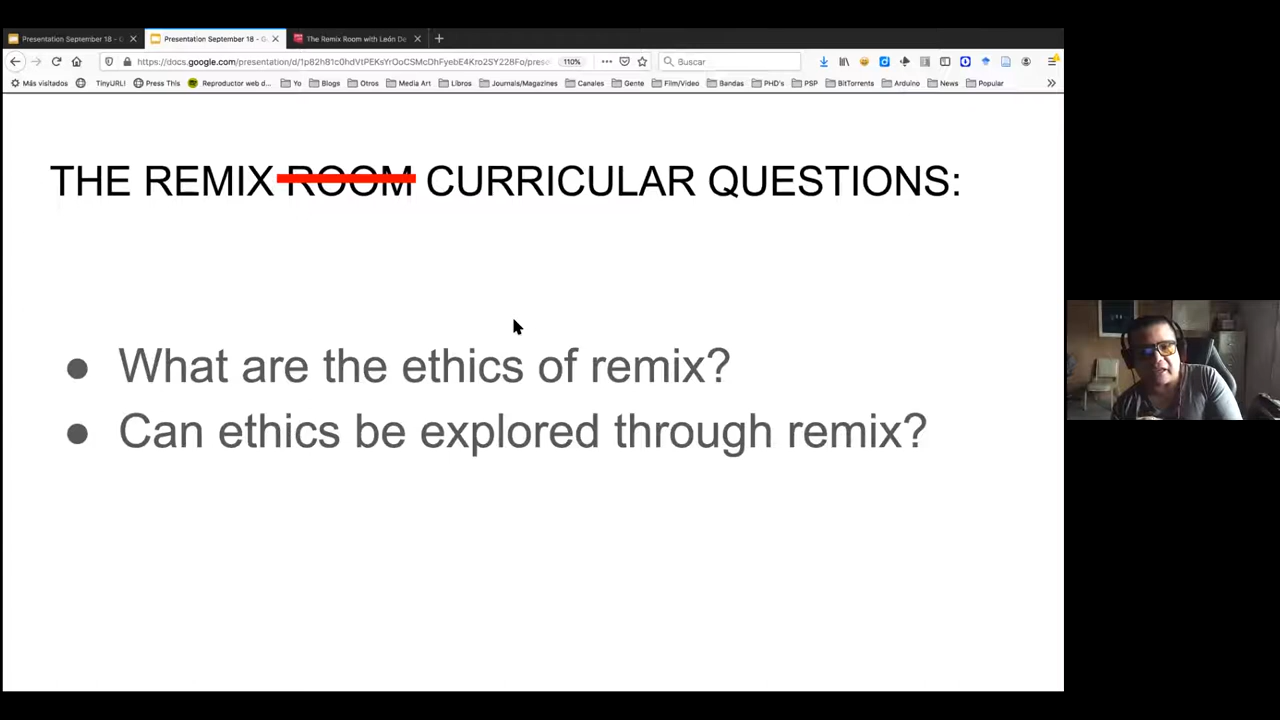 Presentation September 18 - G
Presentation September 18 - G.
The Remix Room with León De
https://docs.google.com/presentation/d/
110%
Buscar
Más visitados TinyURL! Press This Reproductor web d... Yo Blogs Otros Media Art Libros Journals/Magazines Canales Gente Film/Video Bandas PHD's PSP BitTorrents Arduino News Popular
THE REMIX ROOM CURRICULAR QUESTIONS:
● What are the ethics of remix?
● Can ethics be explored through remix?